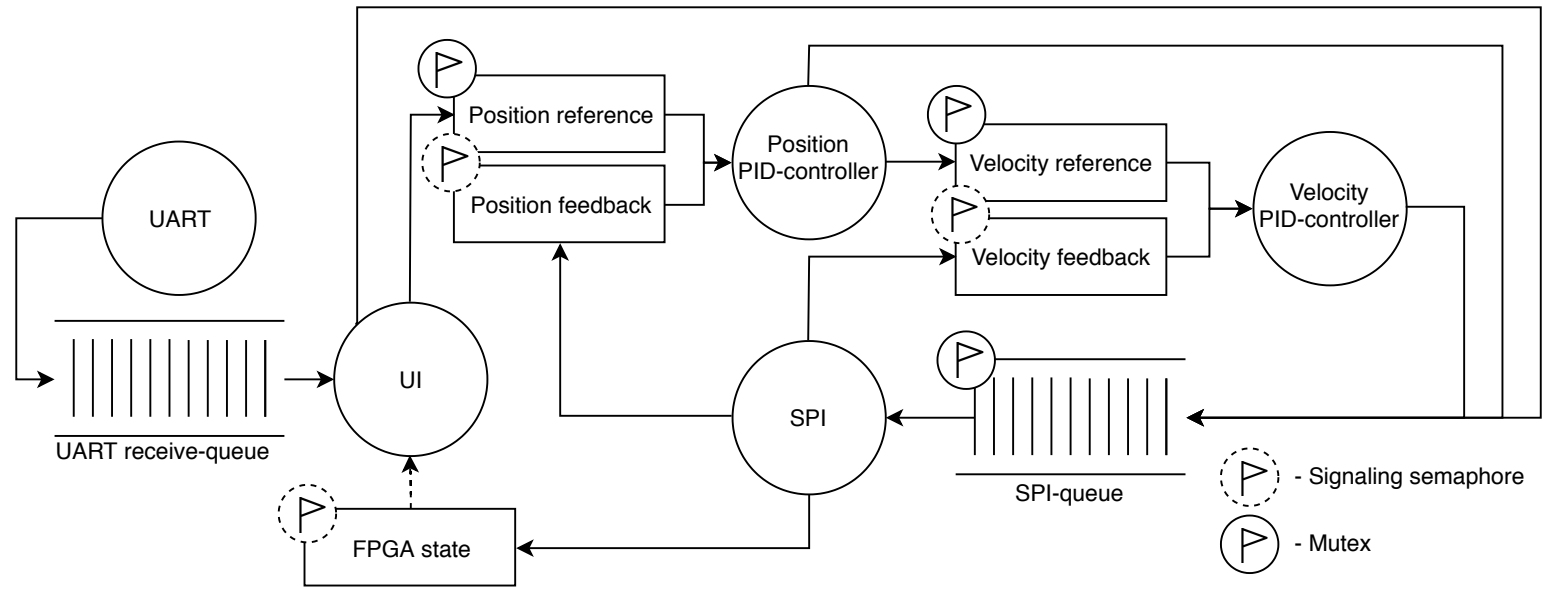 Position reference
Position feedback
Position
PID-controller
Velocity reference
Velocity feedback
Velocity
PID-controller
UART
UART receive-queue
UI
SPI
SPI-queue
FPGA state
- Signaling semaphore
- Mutex